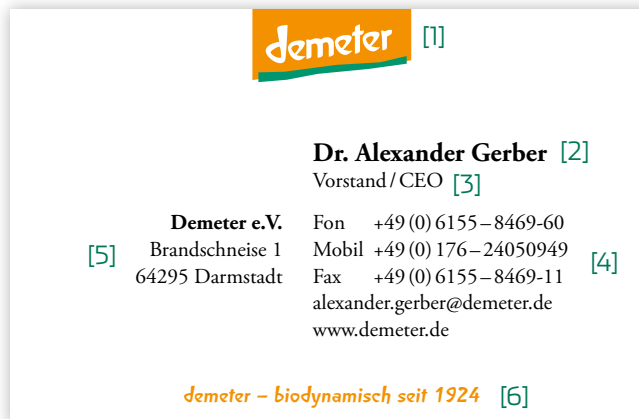 demeter [1]
Dr. Alexander Gerber [2]
Vorstand / CEO [3]
Demeter e.V.
[5] Brandschneise 1
64295 Darmstadt
Fon +49 (0) 6155 – 8469-60
Mobil +49 (0) 176 – 24050949 [4]
Fax +49 (0) 6155 – 8469-11
alexander.gerber@demeter.de
www.demeter.de
demeter – biodynamisch seit 1924 [6]